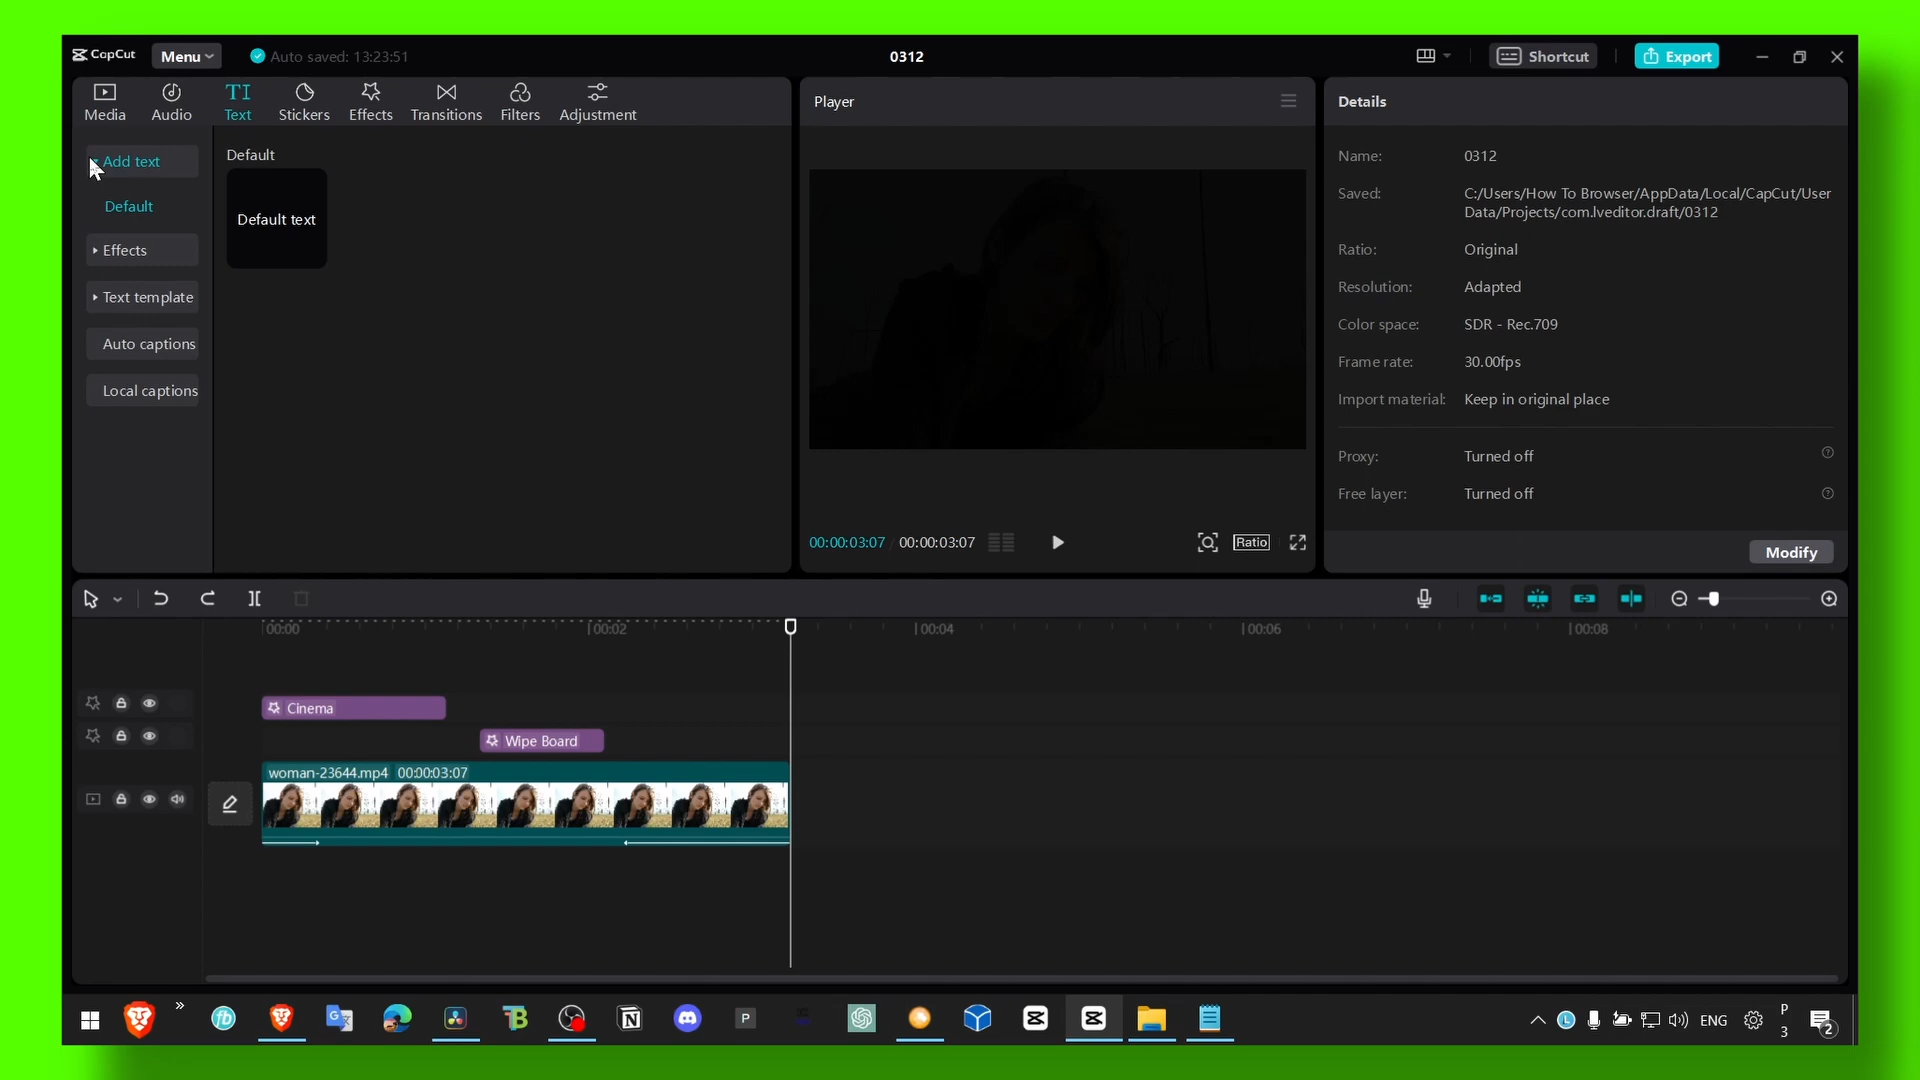 CapCut
Menu
Auto saved: 13:23:51
0312
Shortcut
Export
Media
Audio
TI
Text
Stickers
Effects
Transitions
Filters
Adjustment
Add text
Default
Effects
Text template
Auto captions
Local captions
Default
Default text
Player
00:00:03:07 / 00:00:03:07
Ratio
Details
Name: 0312
Saved: C:/Users/How To Browser/AppData/Local/CapCut/User
Data/Projects/com.lveditor.draft/0312
Ratio: Original
Resolution: Adapted
Color space: SDR - Rec.709
Frame rate: 30.00fps
Import material: Keep in original place
Proxy: Turned off
Free layer: Turned off
Modify
00:00
00:02
00:04
00:06
00:08
Cinema
Wipe Board
woman-23644.mp4 00:00:03:07
fb
G
TB
N
P
L
ENG
P
3
2